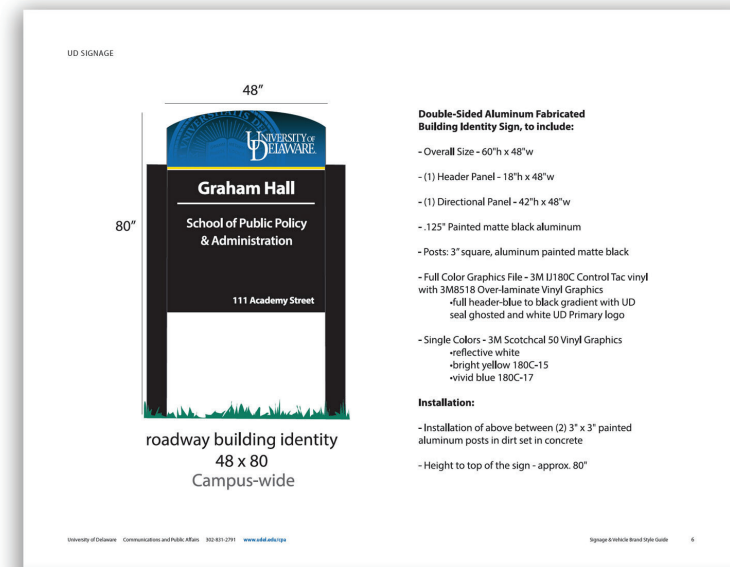 UD SIGNAGE
48”
UNIVERSITY OF
DELAWARE.
Graham Hall
School of Public Policy
& Administration
111 Academy Street
80”
roadway building identity
48 x 80
Campus-wide
Double-Sided Aluminum Fabricated
Building Identity Sign, to include:
- Overall Size - 60"h x 48"w
- (1) Header Panel - 18"h x 48"w
- (1) Directional Panel - 42"h x 48"w
- .125" Painted matte black aluminum
- Posts: 3” square, aluminum painted matte black
- Full Color Graphics File - 3M IJ180C Control Tac vinyl
with 3M8518 Over-laminate Vinyl Graphics
•full header-blue to black gradient with UD
seal ghosted and white UD Primary logo
- Single Colors - 3M Scotchcal 50 Vinyl Graphics
•reflective white
•bright yellow 180C-15
•vivid blue 180C-17
Installation:
- Installation of above between (2) 3" x 3" painted
aluminum posts in dirt set in concrete
- Height to top of the sign - approx. 80"
University of Delaware Communications and Public Affairs 302-831-2791 www.udel.edu/cpa
Signage & Vehicle Brand Style Guide 6